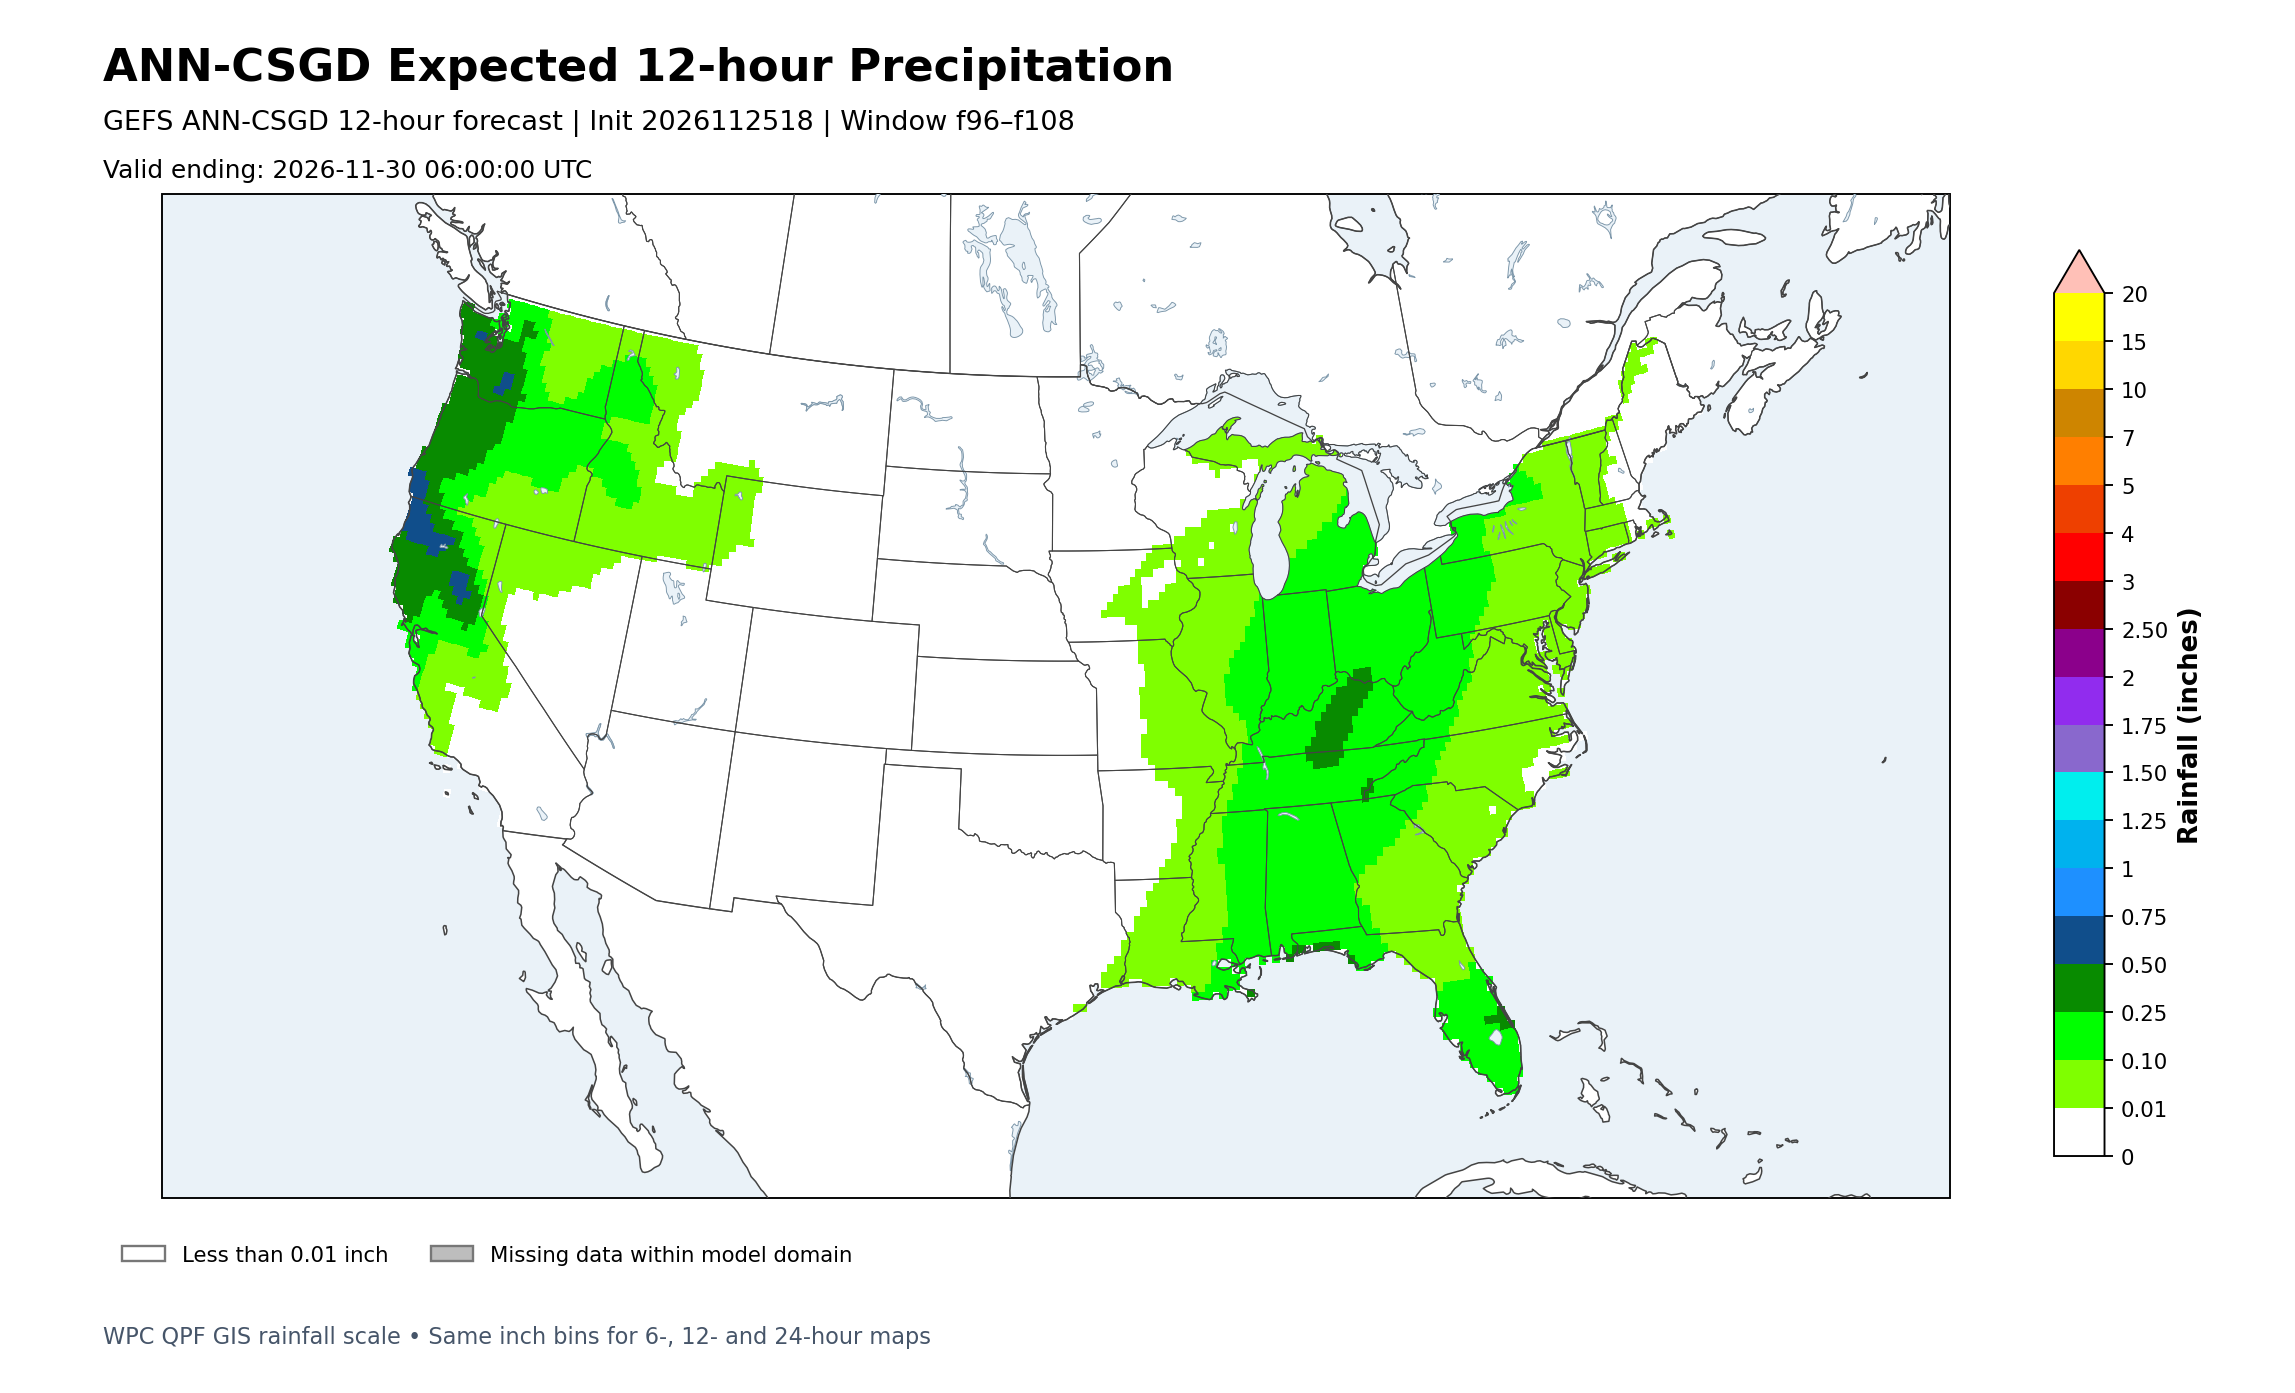 ANN-CSGD Expected 12-hour Precipitation
GEFS ANN-CSGD 12-hour forecast | Init 2026112518 | Window f96–f108
Valid ending: 2026-11-30 06:00:00 UTC
20
15
10
7
5
4
3
2.50
2
1.75
1.50
1.25
1
0.75
0.50
0.25
0.10
0.01
0
Rainfall (inches)
Less than 0.01 inch
Missing data within model domain
WPC QPF GIS rainfall scale • Same inch bins for 6-, 12- and 24-hour maps